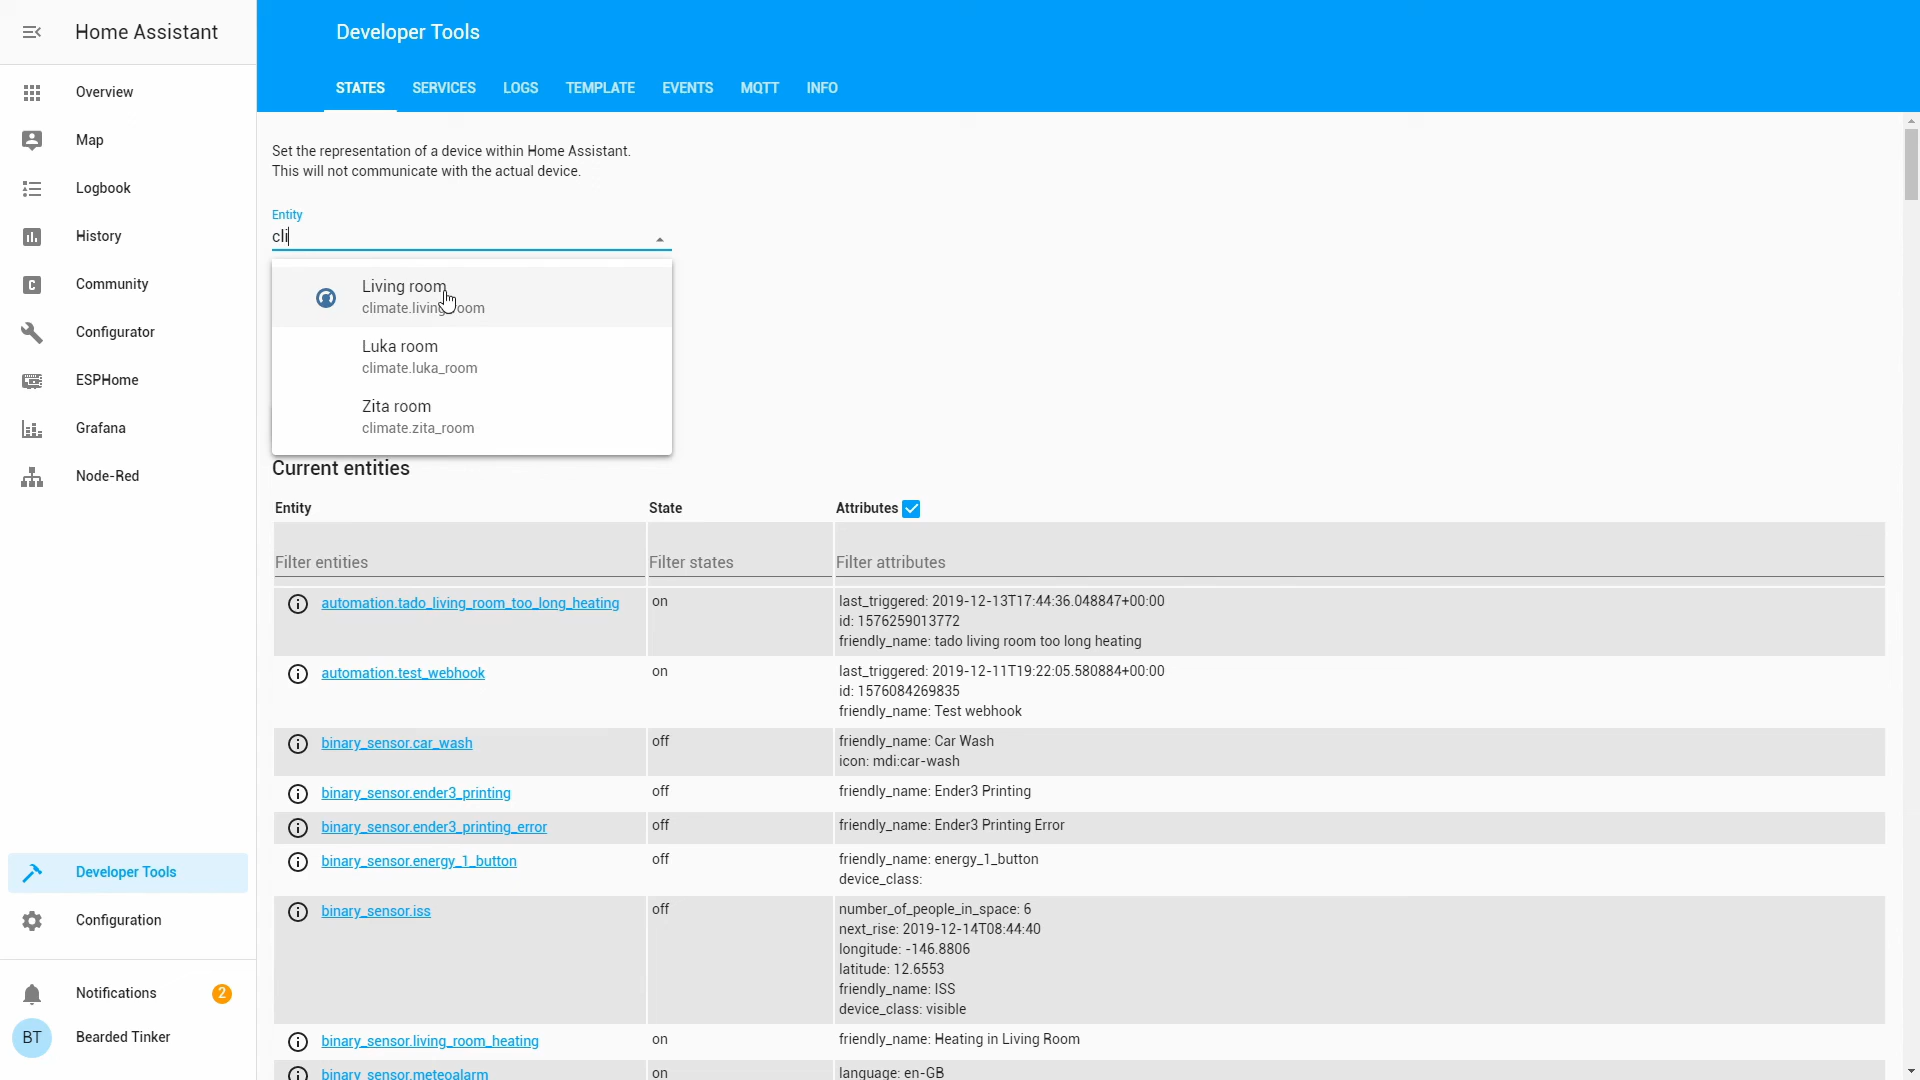 Home Assistant
Developer Tools
STATES SERVICES LOGS TEMPLATE EVENTS MQTT INFO
Overview
Map
Logbook
History
Community
Configurator
ESPHome
Grafana
Node-Red
Developer Tools
Configuration
Notifications 2
BT Bearded Tinker
Set the representation of a device within Home Assistant.
This will not communicate with the actual device.
Entity
cli
Living room
climate.living_room
Luka room
climate.luka_room
Zita room
climate.zita_room
Current entities
Entity State Attributes
Filter entities Filter states Filter attributes
automation.tado_living_room_too_long_heating on last_triggered: 2019-12-13T17:44:36.048847+00:00
id: 1576259013772
friendly_name: tado living room too long heating
automation.test_webhook on last_triggered: 2019-12-11T19:22:05.580884+00:00
id: 1576084269835
friendly_name: Test webhook
binary_sensor.car_wash off friendly_name: Car Wash
icon: mdi:car-wash
binary_sensor.ender3_printing off friendly_name: Ender3 Printing
binary_sensor.ender3_printing_error off friendly_name: Ender3 Printing Error
binary_sensor.energy_1_button off friendly_name: energy_1_button
device_class:
binary_sensor.iss off number_of_people_in_space: 6
next_rise: 2019-12-14T08:44:40
longitude: -146.8806
latitude: 12.6553
friendly_name: ISS
device_class: visible
binary_sensor.living_room_heating on friendly_name: Heating in Living Room
binary_sensor.meteoalarm on language: en-GB